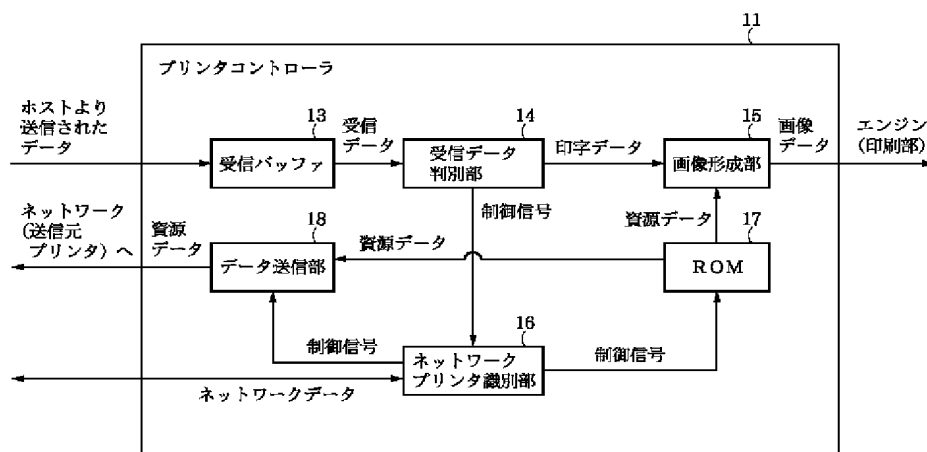 11
プリンタコントローラ
ホストより
送信された
データ
13
受信バッファ
受信
データ
14
受信データ
判別部
印字データ
15
画像形成部
画像
データ
エンジン
(印刷部)
制御信号
ネットワーク
(送信元
プリンタ)へ
資源
データ
18
データ送信部
資源データ
資源データ
17
ROM
16
ネットワーク
プリンタ識別部
制御信号
制御信号
ネットワークデータ